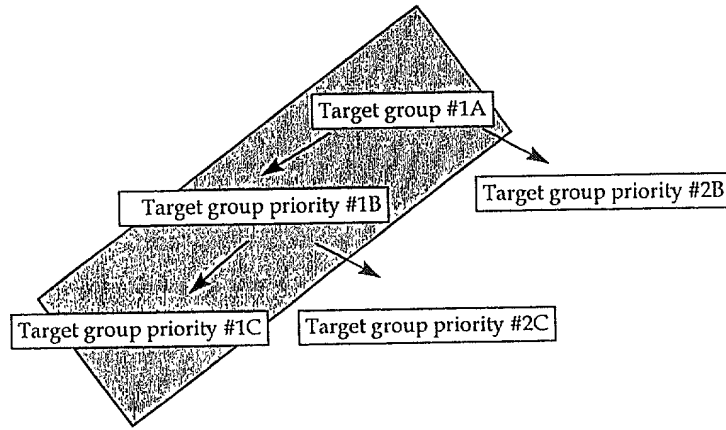 Target group #1A
Target group priority #2B
Target group priority #1B
Target group priority #1C
Target group priority #2C